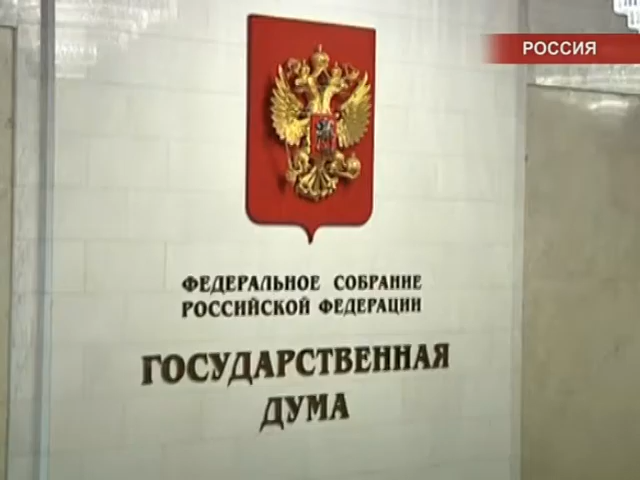 РОССИЯ
ФЕДЕРАЛЬНОЕ СОБРАНИЕ
РОССИЙСКОЙ ФЕДЕРАЦИИ
ГОСУДАРСТВЕННАЯ
ДУМА